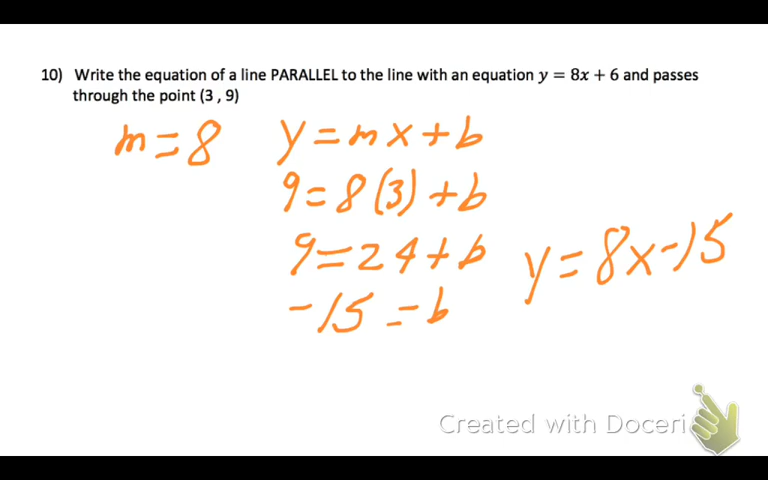 10) Write the equation of a line PARALLEL to the line with an equation y = 8x + 6 and passes
through the point (3 , 9)
m=8 y=mx+b
9=8(3)+b
9=24+b y=8x-15
-15=b
Created with Doceri